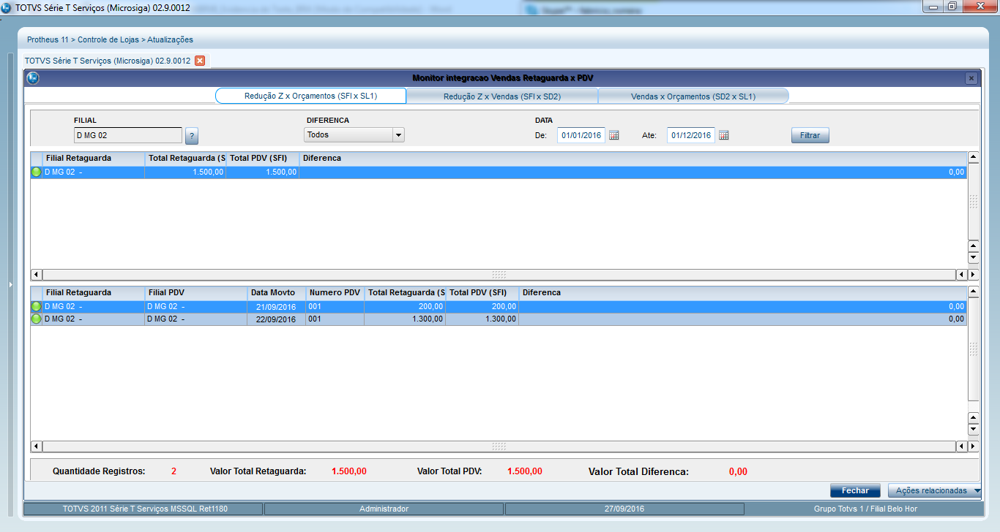 TOTVS Série T Serviços (Microsiga) 02.9.0012
Protheus 11 > Controle de Lojas > Atualizações
TOTVS Série T Serviços (Microsiga) 02.9.0012
Monitor integracao Vendas Retaguarda x PDV
Redução Z x Orçamentos (SFI x SL1) Redução Z x Vendas (SFI x SD2) Vendas x Orçamentos (SD2 x SL1)
FILIAL DIFERENCA DATA
D MG 02 ? Todos De: 01/01/2016 Ate: 01/12/2016 Filtrar
Filial Retaguarda Total Retaguarda (S Total PDV (SFI) Diferenca
D MG 02 - 1.500,00 1.500,00 0,00
Filial Retaguarda Filial PDV Data Movto Numero PDV Total Retaguarda (S Total PDV (SFI) Diferenca
D MG 02 - D MG 02 - 21/09/2016 001 200,00 200,00 0,00
D MG 02 - D MG 02 - 22/09/2016 001 1.300,00 1.300,00 0,00
Quantidade Registros: 2 Valor Total Retaguarda: 1.500,00 Valor Total PDV: 1.500,00 Valor Total Diferenca: 0,00
Fechar Ações relacionadas
TOTVS 2011 Série T Serviços MSSQL Ret1180 Administrador 27/09/2016 Grupo Totvs 1 / Filial Belo Hor